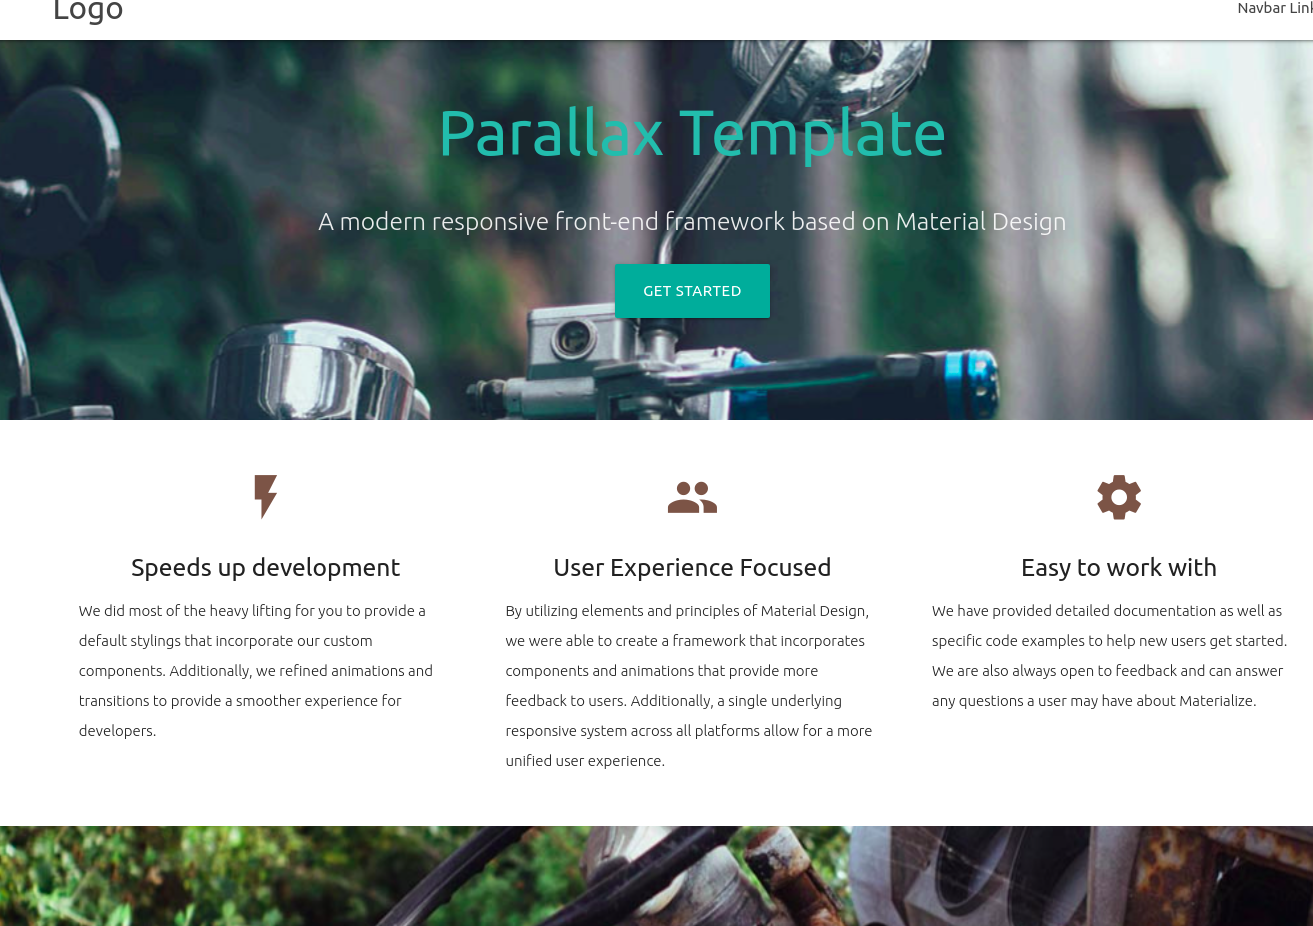 Logo
Navbar Link
Parallax Template
A modern responsive front-end framework based on Material Design
GET STARTED
Speeds up development
We did most of the heavy lifting for you to provide a
default stylings that incorporate our custom
components. Additionally, we refined animations and
transitions to provide a smoother experience for
developers.
User Experience Focused
By utilizing elements and principles of Material Design,
we were able to create a framework that incorporates
components and animations that provide more
feedback to users. Additionally, a single underlying
responsive system across all platforms allow for a more
unified user experience.
Easy to work with
We have provided detailed documentation as well as
specific code examples to help new users get started.
We are also always open to feedback and can answer
any questions a user may have about Materialize.